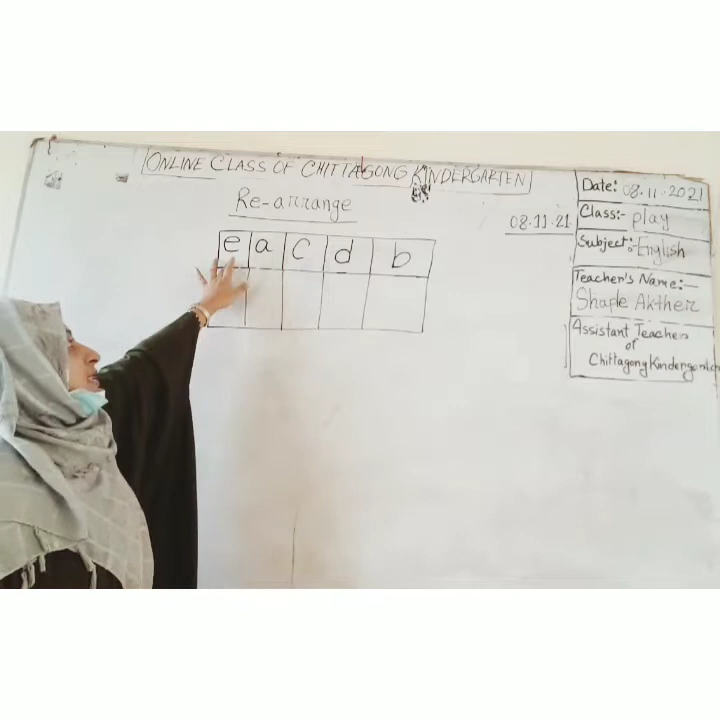 ONLINE CLASS OF CHITTAGONG KINDERGARTEN
Re-arrange
08.11.21
e a c d b
Date: 08.11.2021
Class:- play
Subject:- English
Teacher's Name:-
Shaple Akther
Assistant Teacher
of
Chittagong Kindergarten